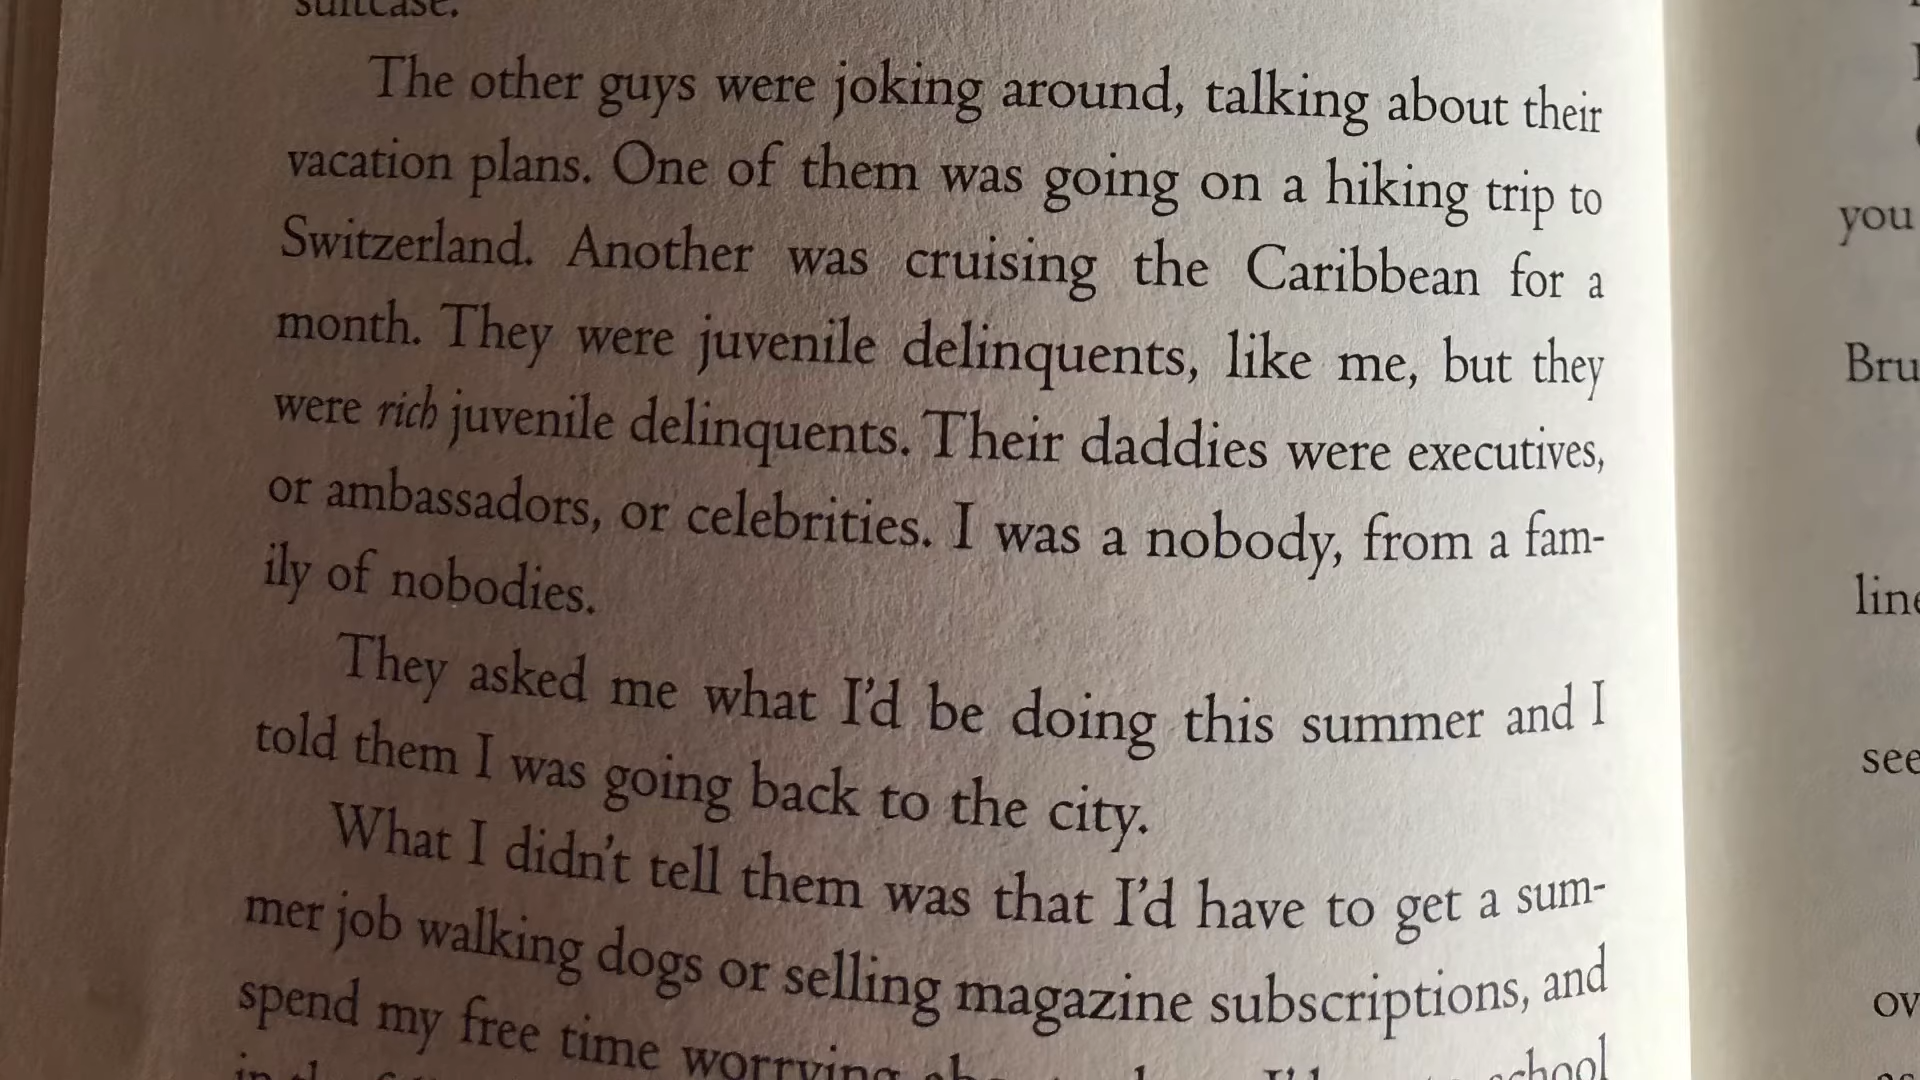 suitcase.
The other guys were joking around, talking about their
vacation plans. One of them was going on a hiking trip to
Switzerland. Another was cruising the Caribbean for a
month. They were juvenile delinquents, like me, but they
were rich juvenile delinquents. Their daddies were executives,
or ambassadors, or celebrities. I was a nobody, from a fam-
ily of nobodies.
They asked me what I'd be doing this summer and I
told them I was going back to the city.
What I didn't tell them was that I'd have to get a sum-
mer job walking dogs or selling magazine subscriptions, and
spend my free time worrying
school
you
Bru
line
see
ov